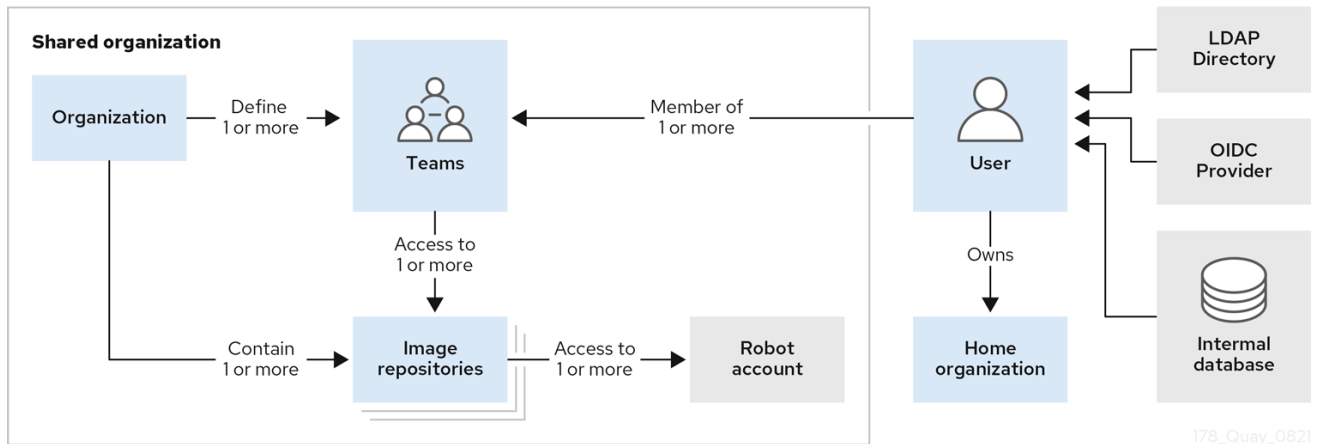 Shared organization
Organization
Define
1 or more
Teams
Member of
1 or more
User
LDAP
Directory
OIDC
Provider
Intermal
database
Access to
1 or more
Owns
Contain
1 or more
Image
repositories
Access to
1 or more
Robot
account
Home
organization
178_Quay_0821